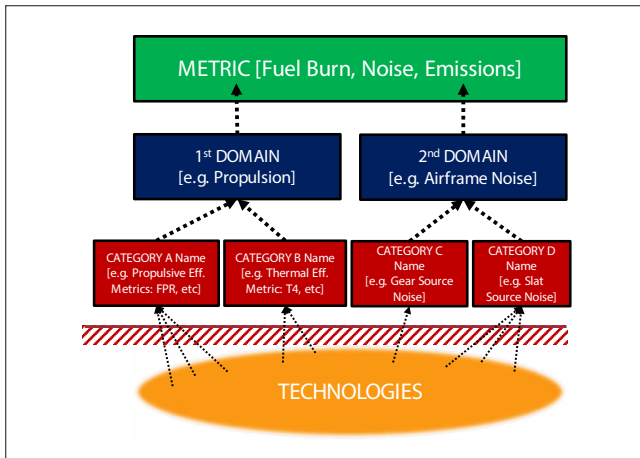 METRIC [Fuel Burn, Noise, Emissions]
1st DOMAIN
[e.g. Propulsion]
2nd DOMAIN
[e.g. Airframe Noise]
CATEGORY A Name
[e.g. Propulsive Eff.
Metrics: FPR, etc]
CATEGORY B Name
[e.g. Thermal Eff.
Metric: T4, etc]
CATEGORY C
Name
[e.g. Gear Source
Noise]
CATEGORY D
Name
[e.g. Slat
Source Noise]
TECHNOLOGIES